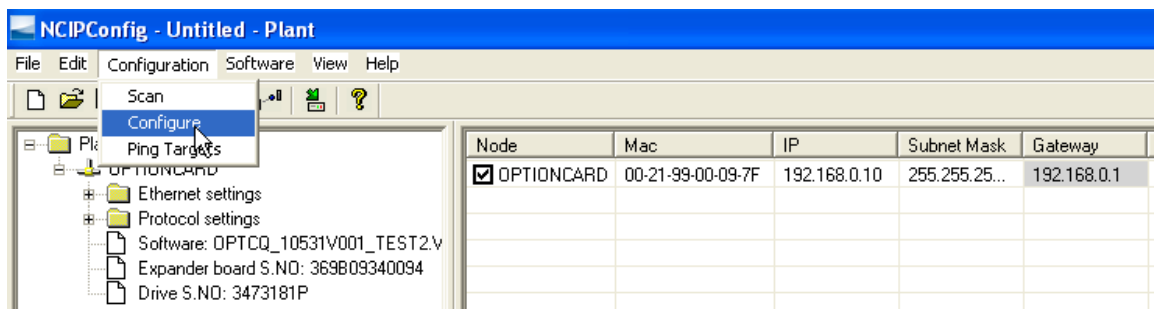 NCIPConfig - Untitled - Plant
File Edit Configuration Software View Help
Scan
Configure
Ping Targets
OPTIONCARD
Ethernet settings
Protocol settings
Software: OPTCQ_10531V001_TEST2.V
Expander board S.NO: 369B09340094
Drive S.NO: 3473181P
Node Mac IP Subnet Mask Gateway
OPTIONCARD 00-21-99-00-09-7F 192.168.0.10 255.255.25... 192.168.0.1